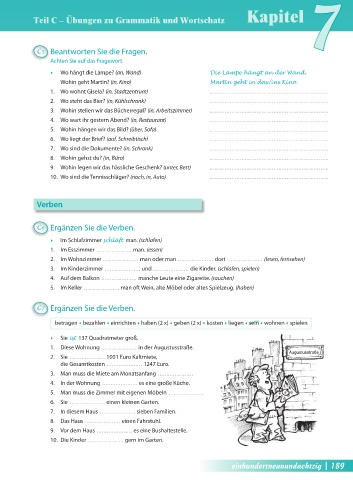 Teil C – Übungen zu Grammatik und Wortschatz
Kapitel 7
C5 Beantworten Sie die Fragen.
Achten Sie auf das Fragewort.
▸ Wo hängt die Lampe? (an, Wand) Die Lampe hängt an der Wand.
Wohin geht Martin? (in, Kino) Martin geht in das/ins Kino.
1. Wo wohnt Gisela? (in, Stadtzentrum) ........................................
2. Wo steht das Bier? (in, Kühlschrank) ........................................
3. Wohin stellen wir das Bücherregal? (in, Arbeitszimmer) ........................................
4. Wo wart ihr gestern Abend? (in, Restaurant) ........................................
5. Wohin hängen wir das Bild? (über, Sofa) ........................................
6. Wo liegt der Brief? (auf, Schreibtisch) ........................................
7. Wo sind die Dokumente? (in, Schrank) ........................................
8. Wohin gehst du? (in, Büro) ........................................
9. Wohin legen wir das hässliche Geschenk? (unter, Bett) ........................................
10. Wo sind die Tennisschläger? (noch, in, Auto) ........................................
Verben
C6 Ergänzen Sie die Verben.
▸ Im Schlafzimmer schläft man. (schlafen)
1. Im Esszimmer .................. man. (essen)
2. Im Wohnzimmer .................. man oder man .................. dort .................. (lesen, fernsehen)
3. Im Kinderzimmer .................. und .................. die Kinder. (schlafen, spielen)
4. Auf dem Balkon .................. manche Leute eine Zigarette. (rauchen)
5. Im Keller .................. man oft Wein, alte Möbel oder altes Spielzeug. (haben)
C7 Ergänzen Sie die Verben.
betragen • bezahlen • einrichten • haben (2 x) • geben (2 x) • kosten • liegen • sein • wohnen • spielen
▸ Sie ist 137 Quadratmeter groß.
1. Diese Wohnung .................. in der Augustusstraße.
2. Sie .................. 1001 Euro Kaltmiete,
die Gesamtkosten .................. 1247 Euro.
3. Man muss die Miete am Monatsanfang ..................
4. In der Wohnung .................. es eine große Küche.
5. Man muss die Zimmer mit eigenen Möbeln ..................
6. Sie .................. einen kleinen Garten.
7. In diesem Haus .................. sieben Familien.
8. Das Haus .................. einen Fahrstuhl.
9. Vor dem Haus .................. es eine Bushaltestelle.
10. Die Kinder .................. gern im Garten.
Augustusstraße
einhundertneunundachtzig | 189